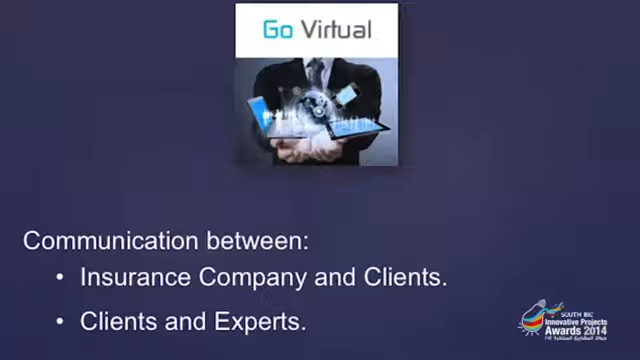 Go Virtual
Communication between:
• Insurance Company and Clients.
• Clients and Experts.
SOUTH BIC
Innovative Projects
Awards 2014